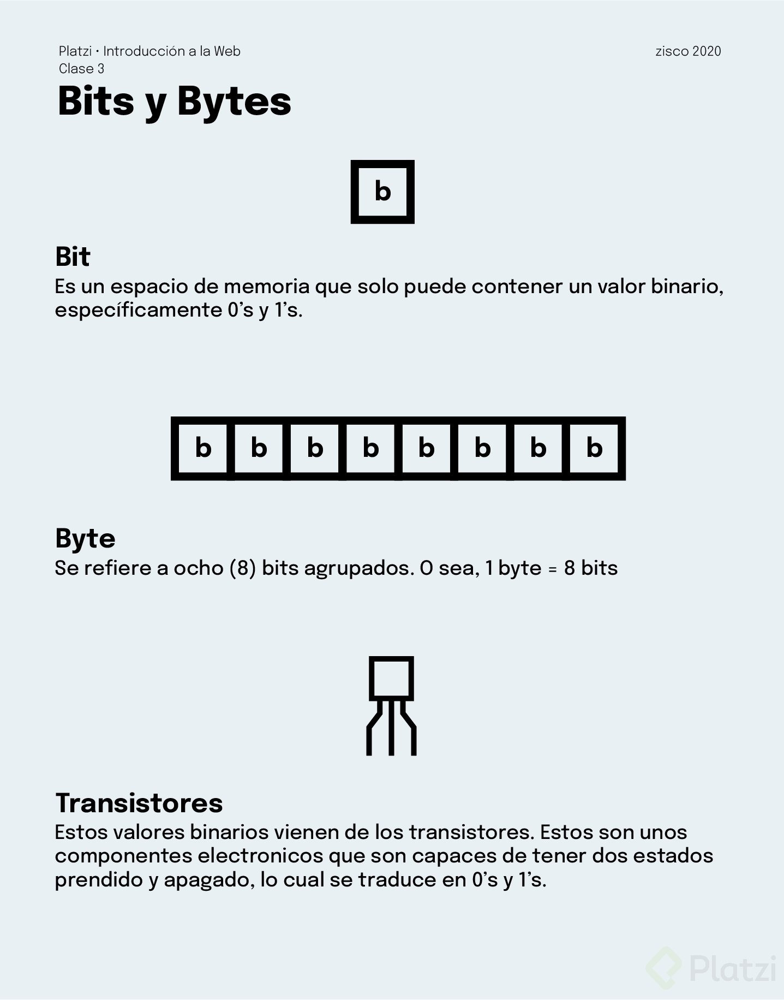 Platzi • Introducción a la Web
zisco 2020
Clase 3
Bits y Bytes
b
Bit
Es un espacio de memoria que solo puede contener un valor binario,
específicamente 0’s y 1’s.
b b b b b b b b
Byte
Se refiere a ocho (8) bits agrupados. O sea, 1 byte = 8 bits
Transistores
Estos valores binarios vienen de los transistores. Estos son unos
componentes electronicos que son capaces de tener dos estados
prendido y apagado, lo cual se traduce en 0’s y 1’s.
Platzi